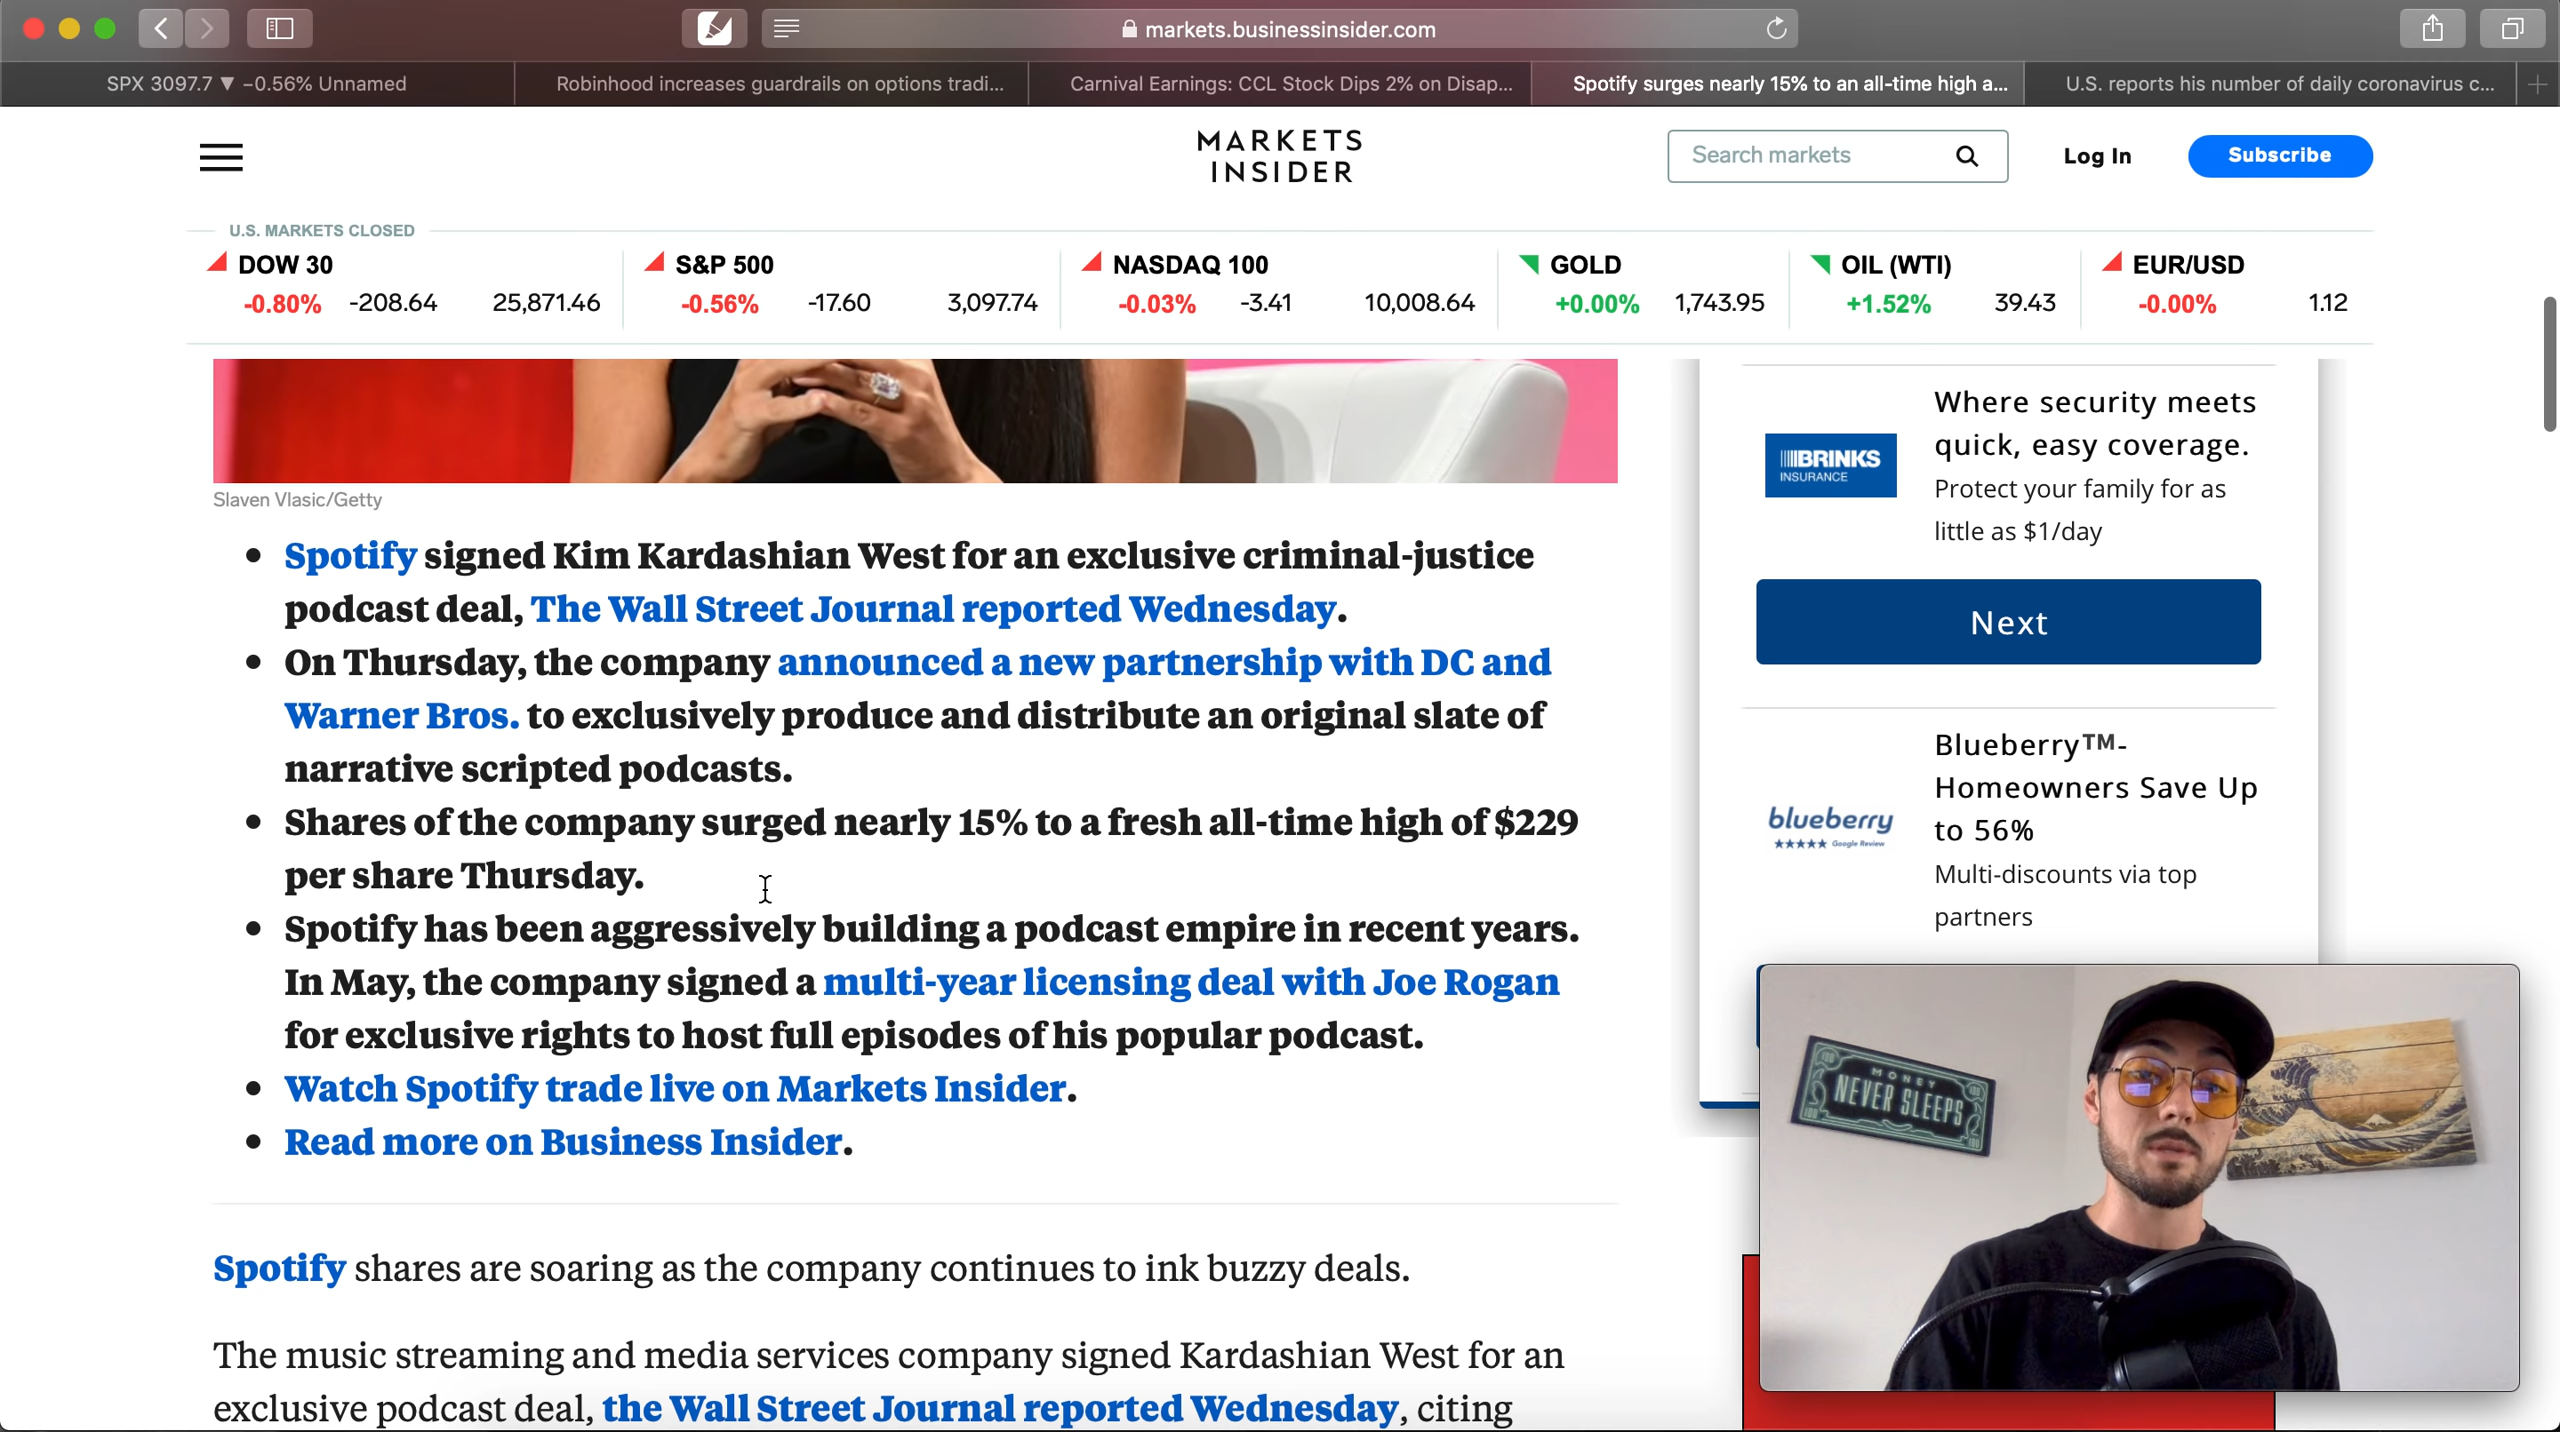 markets.businessinsider.com
SPX 3097.7 ▼ −0.56% Unnamed
Robinhood increases guardrails on options tradi...
Carnival Earnings: CCL Stock Dips 2% on Disap...
Spotify surges nearly 15% to an all-time high a...
U.S. reports his number of daily coronavirus c...
MARKETS
INSIDER
Search markets
Log In
Subscribe
U.S. MARKETS CLOSED
DOW 30
-0.80% -208.64 25,871.46
S&P 500
-0.56% -17.60 3,097.74
NASDAQ 100
-0.03% -3.41 10,008.64
GOLD
+0.00% 1,743.95
OIL (WTI)
+1.52% 39.43
EUR/USD
-0.00% 1.12
Slaven Vlasic/Getty
• Spotify signed Kim Kardashian West for an exclusive criminal-justice
podcast deal, The Wall Street Journal reported Wednesday.
• On Thursday, the company announced a new partnership with DC and
Warner Bros. to exclusively produce and distribute an original slate of
narrative scripted podcasts.
• Shares of the company surged nearly 15% to a fresh all-time high of $229
per share Thursday.
• Spotify has been aggressively building a podcast empire in recent years.
In May, the company signed a multi-year licensing deal with Joe Rogan
for exclusive rights to host full episodes of his popular podcast.
• Watch Spotify trade live on Markets Insider.
• Read more on Business Insider.
Spotify shares are soaring as the company continues to ink buzzy deals.
The music streaming and media services company signed Kardashian West for an
exclusive podcast deal, the Wall Street Journal reported Wednesday, citing
Where security meets
quick, easy coverage.
BRINKS
INSURANCE
Protect your family for as
little as $1/day
Next
Blueberry™-
Homeowners Save Up
to 56%
blueberry
★★★★★ Google Review
Multi-discounts via top
partners
100
100
MONEY
NEVER SLEEPS
100
100